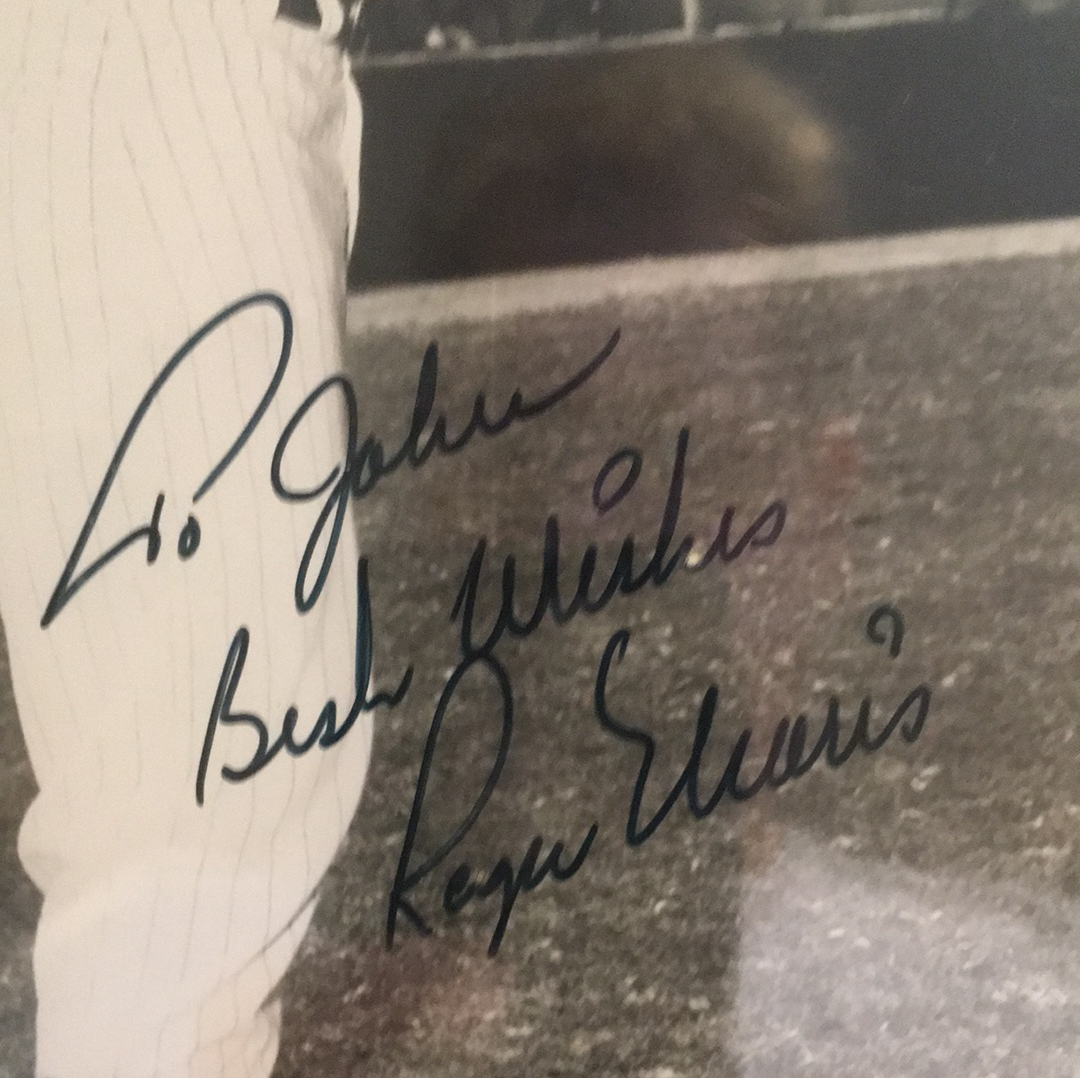 To John
Best Wishes
Roger Maris